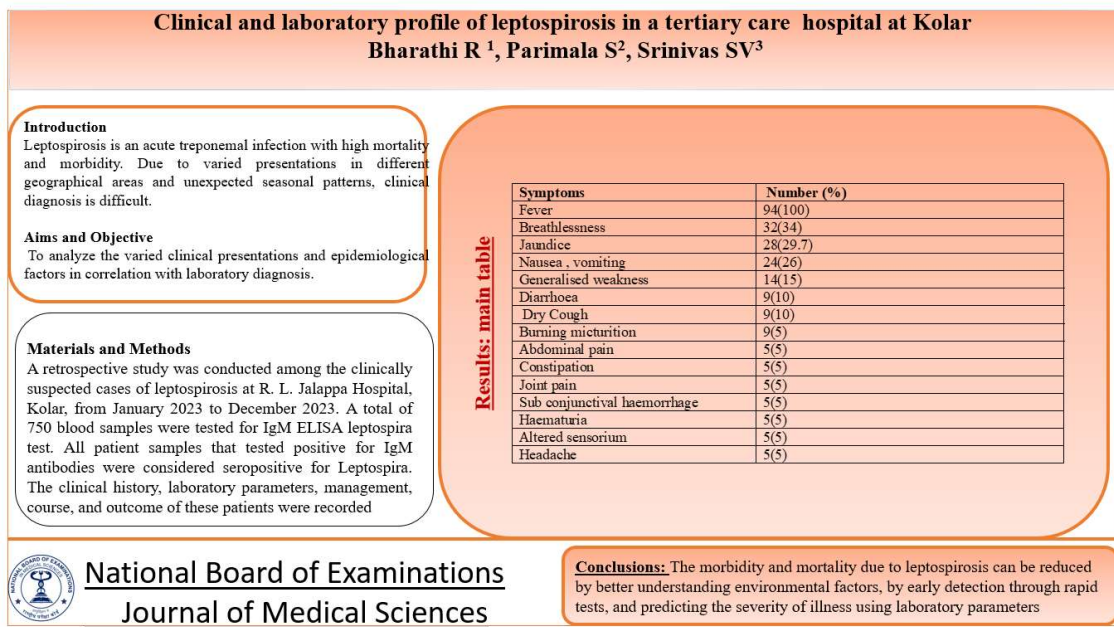 Clinical and laboratory profile of leptospirosis in a tertiary care hospital at Kolar
Bharathi R 1, Parimala S2, Srinivas SV3
Introduction
Leptospirosis is an acute treponemal infection with high mortality
and morbidity. Due to varied presentations in different
geographical areas and unexpected seasonal patterns, clinical
diagnosis is difficult.
Aims and Objective
To analyze the varied clinical presentations and epidemiological
factors in correlation with laboratory diagnosis.
Materials and Methods
A retrospective study was conducted among the clinically
suspected cases of leptospirosis at R. L. Jalappa Hospital,
Kolar, from January 2023 to December 2023. A total of
750 blood samples were tested for IgM ELISA leptospira
test. All patient samples that tested positive for IgM
antibodies were considered seropositive for Leptospira.
The clinical history, laboratory parameters, management,
course, and outcome of these patients were recorded
Results: main table
Symptoms Number (%)
Fever 94(100)
Breathlessness 32(34)
Jaundice 28(29.7)
Nausea , vomiting 24(26)
Generalised weakness 14(15)
Diarrhoea 9(10)
Dry Cough 9(10)
Burning micturition 9(5)
Abdominal pain 5(5)
Constipation 5(5)
Joint pain 5(5)
Sub conjunctival haemorrhage 5(5)
Haematuria 5(5)
Altered sensorium 5(5)
Headache 5(5)
National Board of Examinations
Journal of Medical Sciences
Conclusions: The morbidity and mortality due to leptospirosis can be reduced
by better understanding environmental factors, by early detection through rapid
tests, and predicting the severity of illness using laboratory parameters